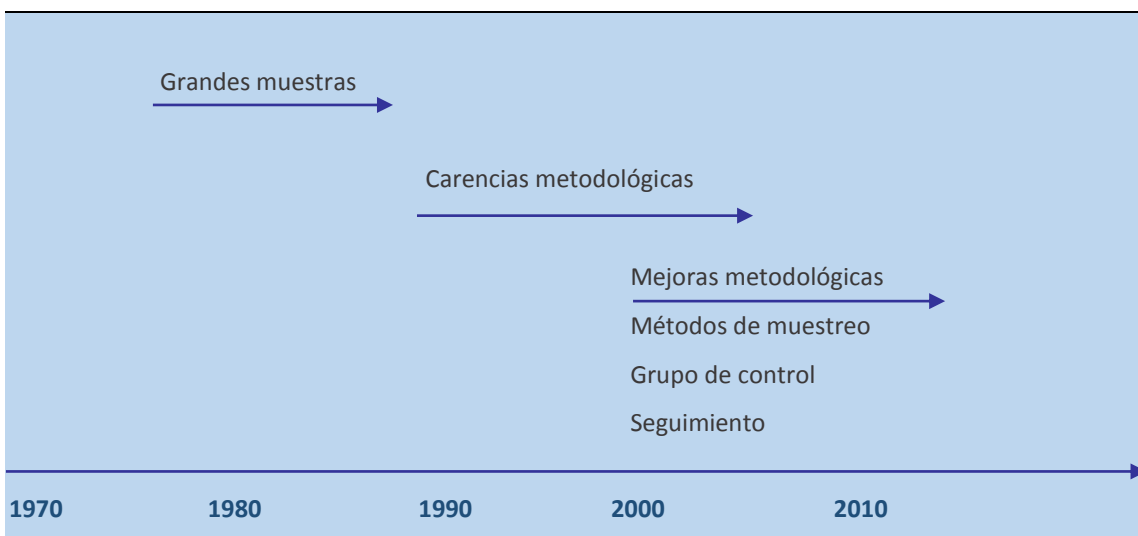 Grandes muestras
Carencias metodológicas
Mejoras metodológicas
Métodos de muestreo
Grupo de control
Seguimiento
1970 1980 1990 2000 2010